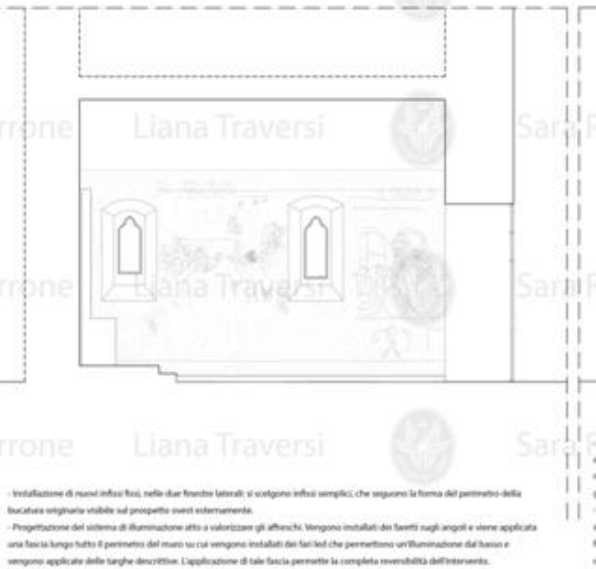 rrone Liana Traversi Sara R
rrone Liana Traversi Sara R
rrone Liana Traversi Sara R
- Installazione di nuovi infissi fissi, nelle due finestre laterali: si scelgono infissi semplici, che seguono la forma del perimetro della
bucatura originaria visibile sul prospetto ovest esternamente.
- Progettazione del sistema di illuminazione atto a valorizzare gli affreschi. Vengono installati dei faretti sugli angoli e viene applicata
una fascia lungo tutto il perimetro del muro su cui vengono installati dei fari led che permettono un'illuminazione dal basso e
vengono applicate delle targhe descrittive. L'applicazione di tale fascia permette la completa reversibilità dell'intervento.